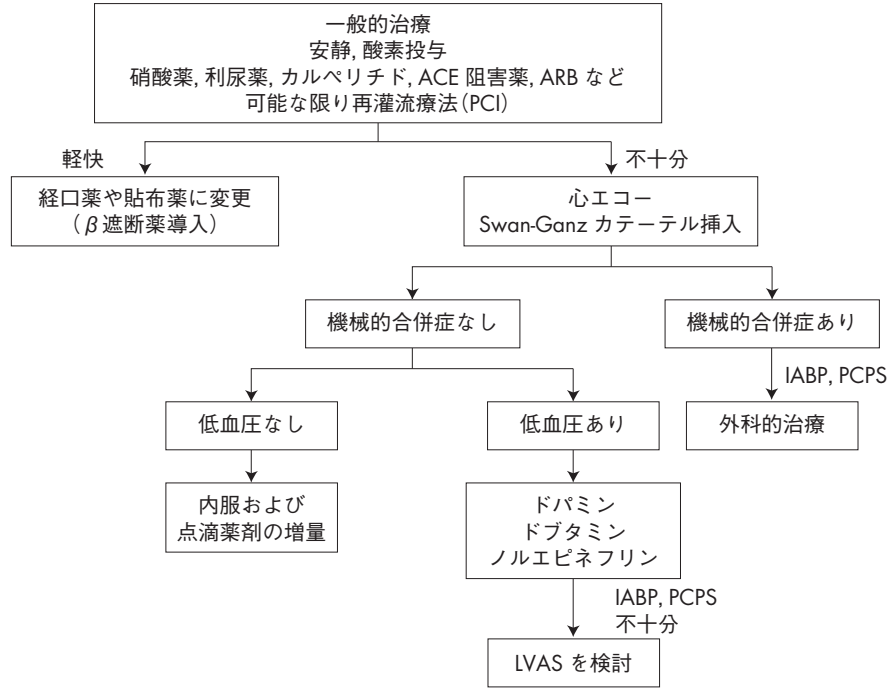 一般的治療
安静, 酸素投与
硝酸薬, 利尿薬, カルペリチド, ACE 阻害薬, ARB など
可能な限り再灌流療法(PCI)
軽快
不十分
経口薬や貼布薬に変更
(β遮断薬導入)
心エコー
Swan-Ganz カテーテル挿入
機械的合併症なし
機械的合併症あり
IABP, PCPS
低血圧なし
低血圧あり
外科的治療
内服および
点滴薬剤の増量
ドパミン
ドブタミン
ノルエピネフリン
IABP, PCPS
不十分
LVAS を検討